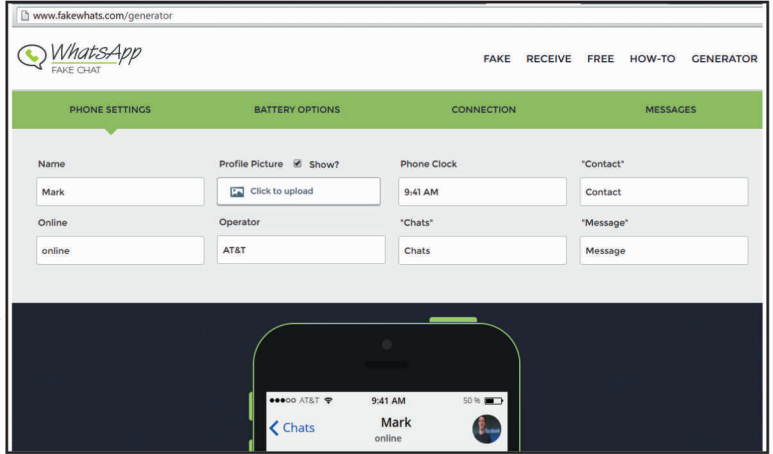 www.fakewhats.com/generator
WhatsApp
FAKE CHAT
FAKE RECEIVE FREE HOW-TO GENERATOR
PHONE SETTINGS BATTERY OPTIONS CONNECTION MESSAGES
Name Profile Picture Show? Phone Clock "Contact"
Mark Click to upload 9:41 AM Contact
Online Operator "Chats" "Message"
online AT&T Chats Message
AT&T 9:41 AM 50 %
Chats Mark
online